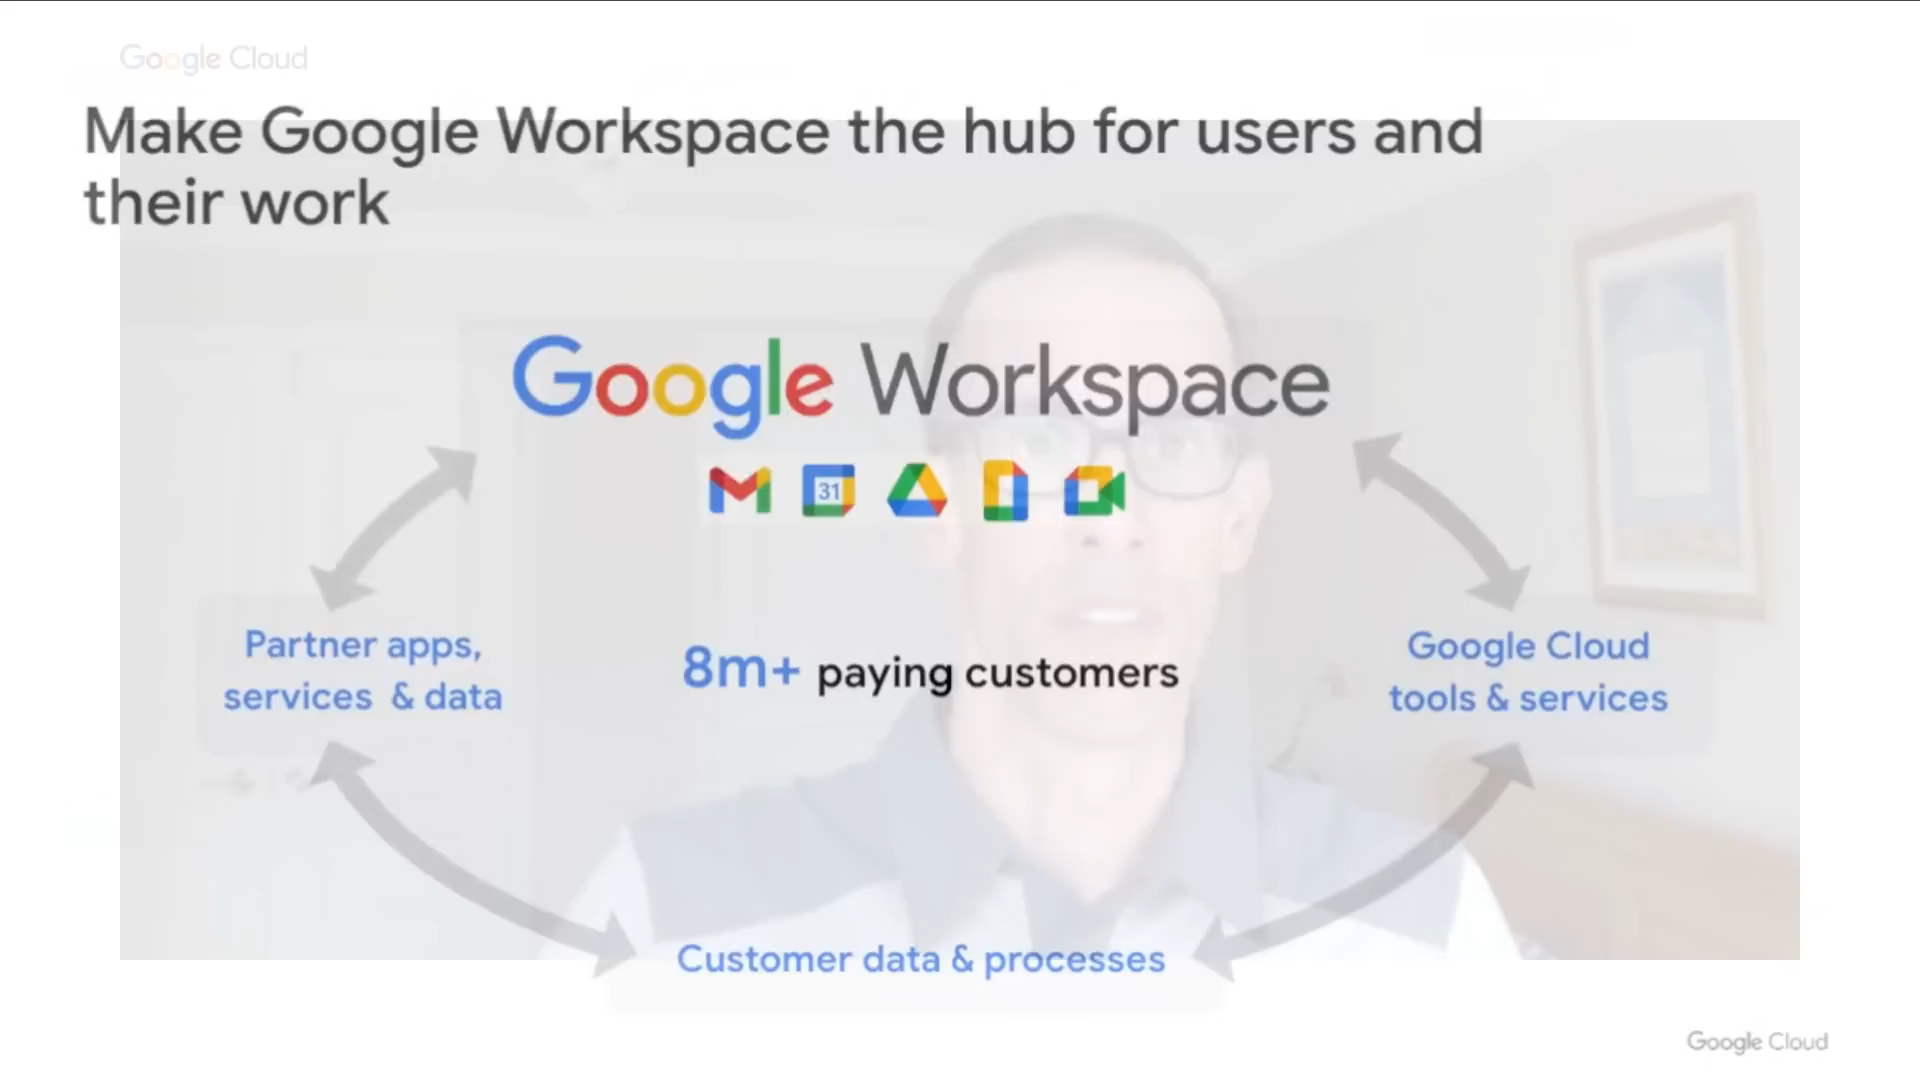 Google Cloud
Make Google Workspace the hub for users and
their work
Google Workspace
31
Partner apps,
services & data
8m+ paying customers
Google Cloud
tools & services
Customer data & processes
Google Cloud